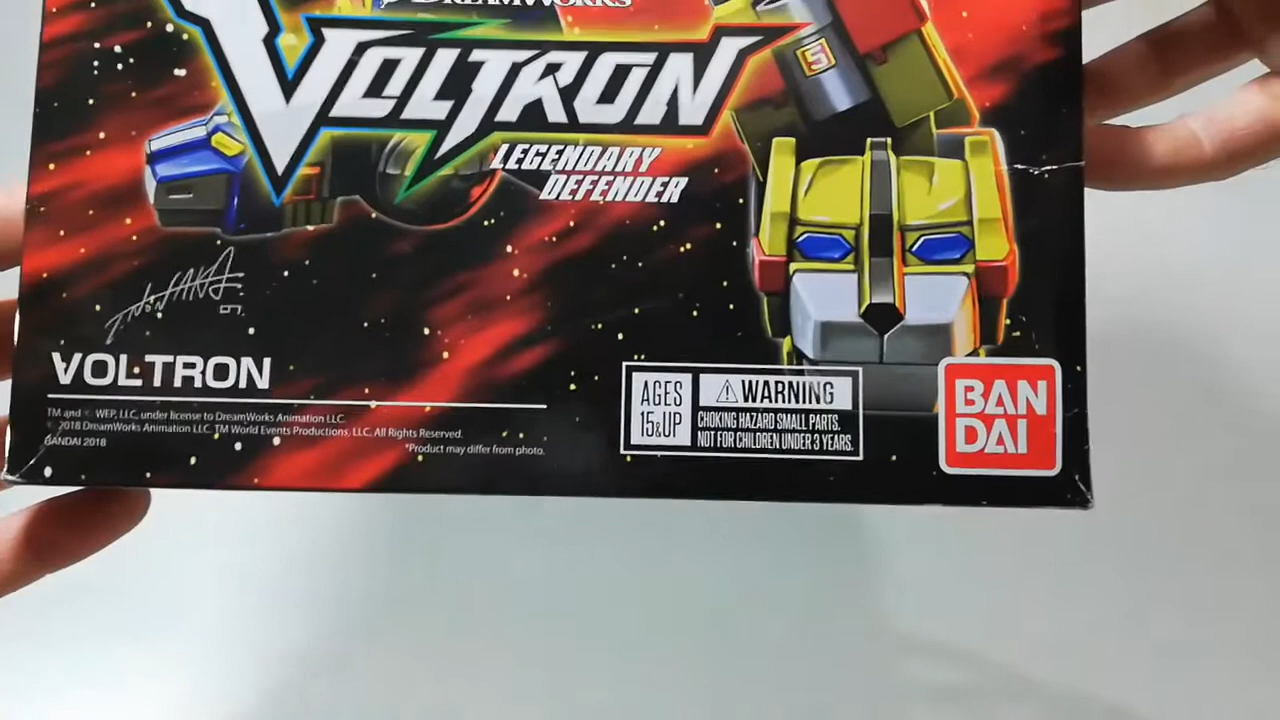 DREAMWORKS
VOLTRON
5
LEGENDARY
DEFENDER
VOLTRON
TM and © WEP, LLC. under license to DreamWorks Animation LLC.
© 2018 DreamWorks Animation LLC. TM World Events Productions, LLC. All Rights Reserved.
©BANDAI 2018
*Product may differ from photo.
AGES
15&UP
⚠WARNING
CHOKING HAZARD SMALL PARTS.
NOT FOR CHILDREN UNDER 3 YEARS.
BAN
DAI